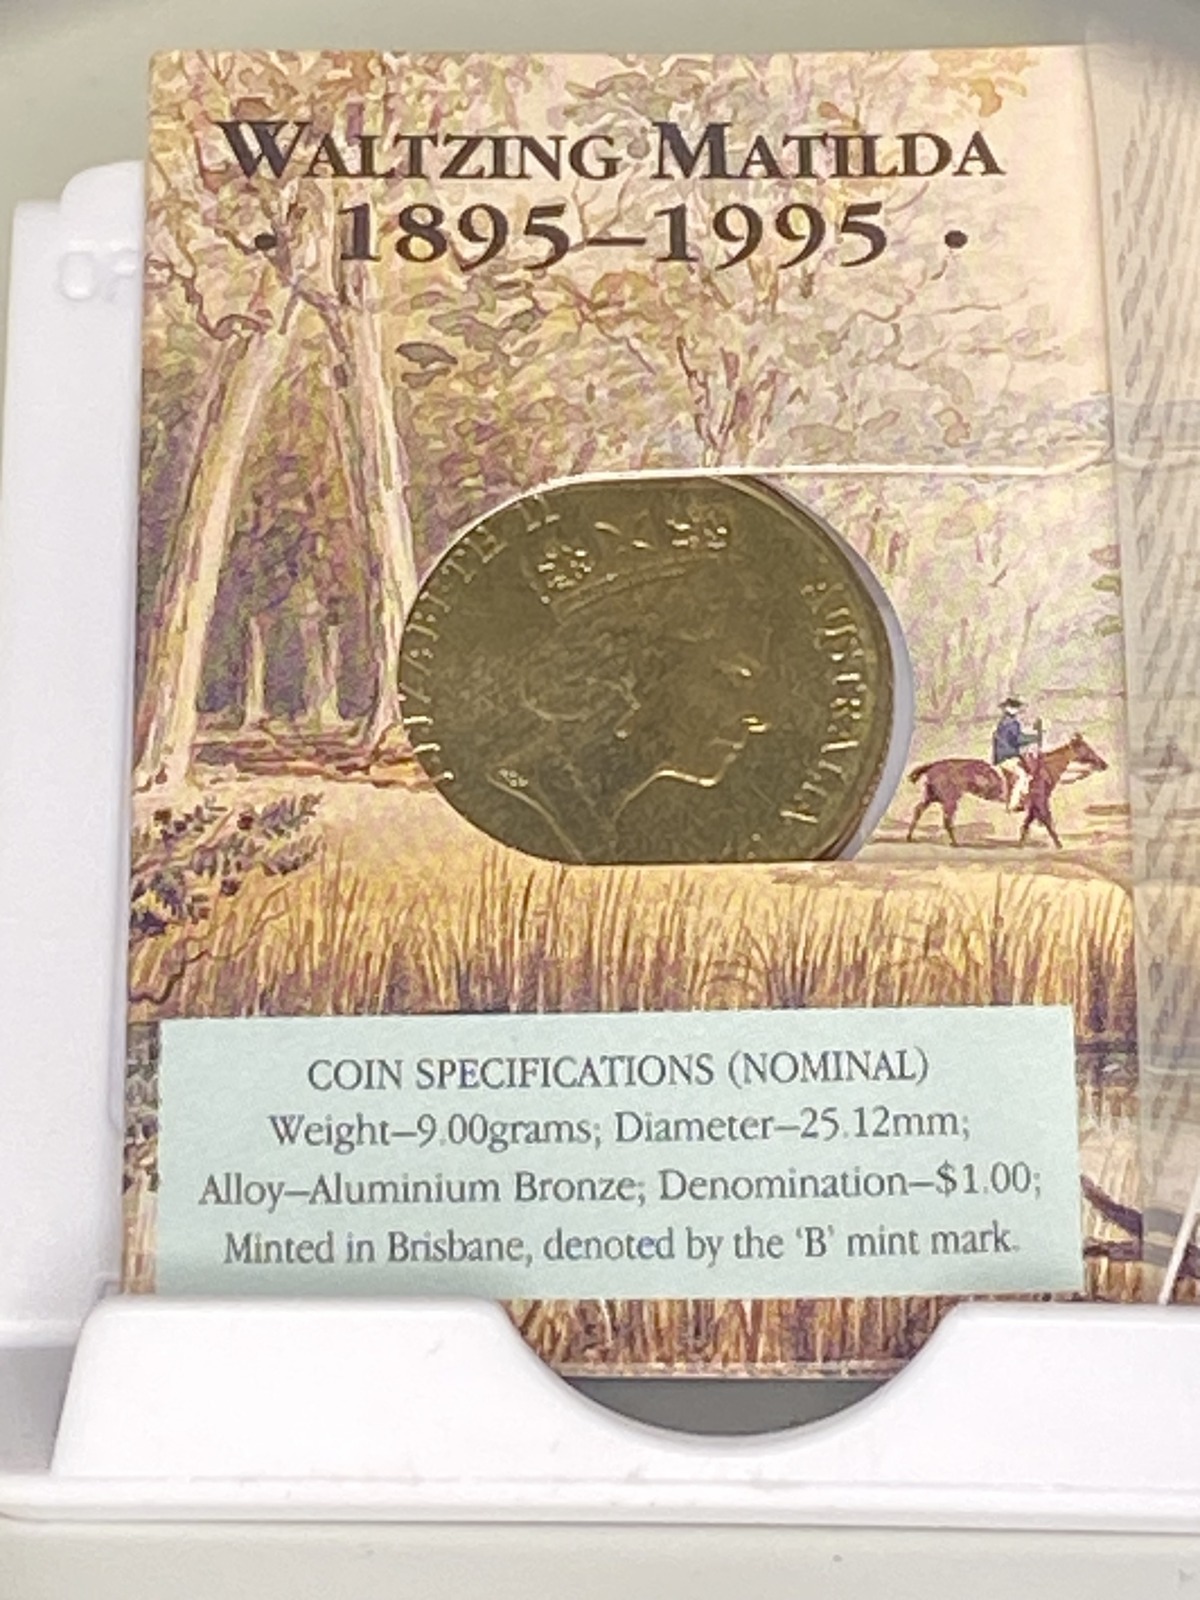 WALTZING MATILDA
• 1895–1995 •
ELIZABETH II
AUSTRALIA
COIN SPECIFICATIONS (NOMINAL)
Weight–9.00grams; Diameter–25.12mm;
Alloy–Aluminium Bronze; Denomination–$1.00;
Minted in Brisbane, denoted by the ‘B’ mint mark.